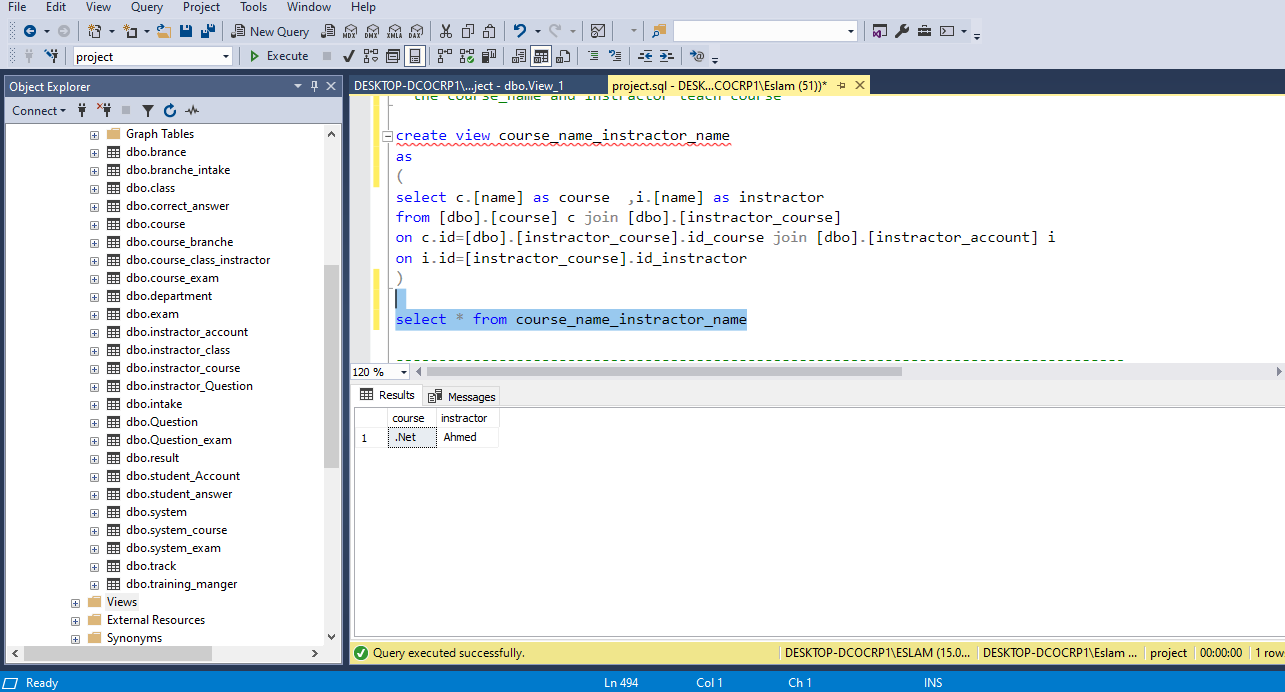 File Edit View Query Project Tools Window Help
New Query MDX DMX XMLA DAX
project Execute
Object Explorer
Connect
Graph Tables
dbo.brance
dbo.branche_intake
dbo.class
dbo.correct_answer
dbo.course
dbo.course_branche
dbo.course_class_instractor
dbo.course_exam
dbo.department
dbo.exam
dbo.instractor_account
dbo.instractor_class
dbo.instractor_course
dbo.instractor_Question
dbo.intake
dbo.Question
dbo.Question_exam
dbo.result
dbo.student_Account
dbo.student_answer
dbo.system
dbo.system_course
dbo.system_exam
dbo.track
dbo.training_manger
Views
External Resources
Synonyms
DESKTOP-DCOCRP1\...ject - dbo.View_1 project.sql - DESK...COCRP1\Eslam (51))*
the course_name and instractor teach course
create view course_name_instractor_name
as
(
select c.[name] as course ,i.[name] as instractor
from [dbo].[course] c join [dbo].[instractor_course]
on c.id=[dbo].[instractor_course].id_course join [dbo].[instractor_account] i
on i.id=[instractor_course].id_instractor
)
select * from course_name_instractor_name
--------------------------------------------------------------------------------------
120 %
Results Messages
course instractor
1 .Net Ahmed
Query executed successfully. DESKTOP-DCOCRP1\ESLAM (15.0... DESKTOP-DCOCRP1\Eslam ... project 00:00:00 1 rows
Ready Ln 494 Col 1 Ch 1 INS